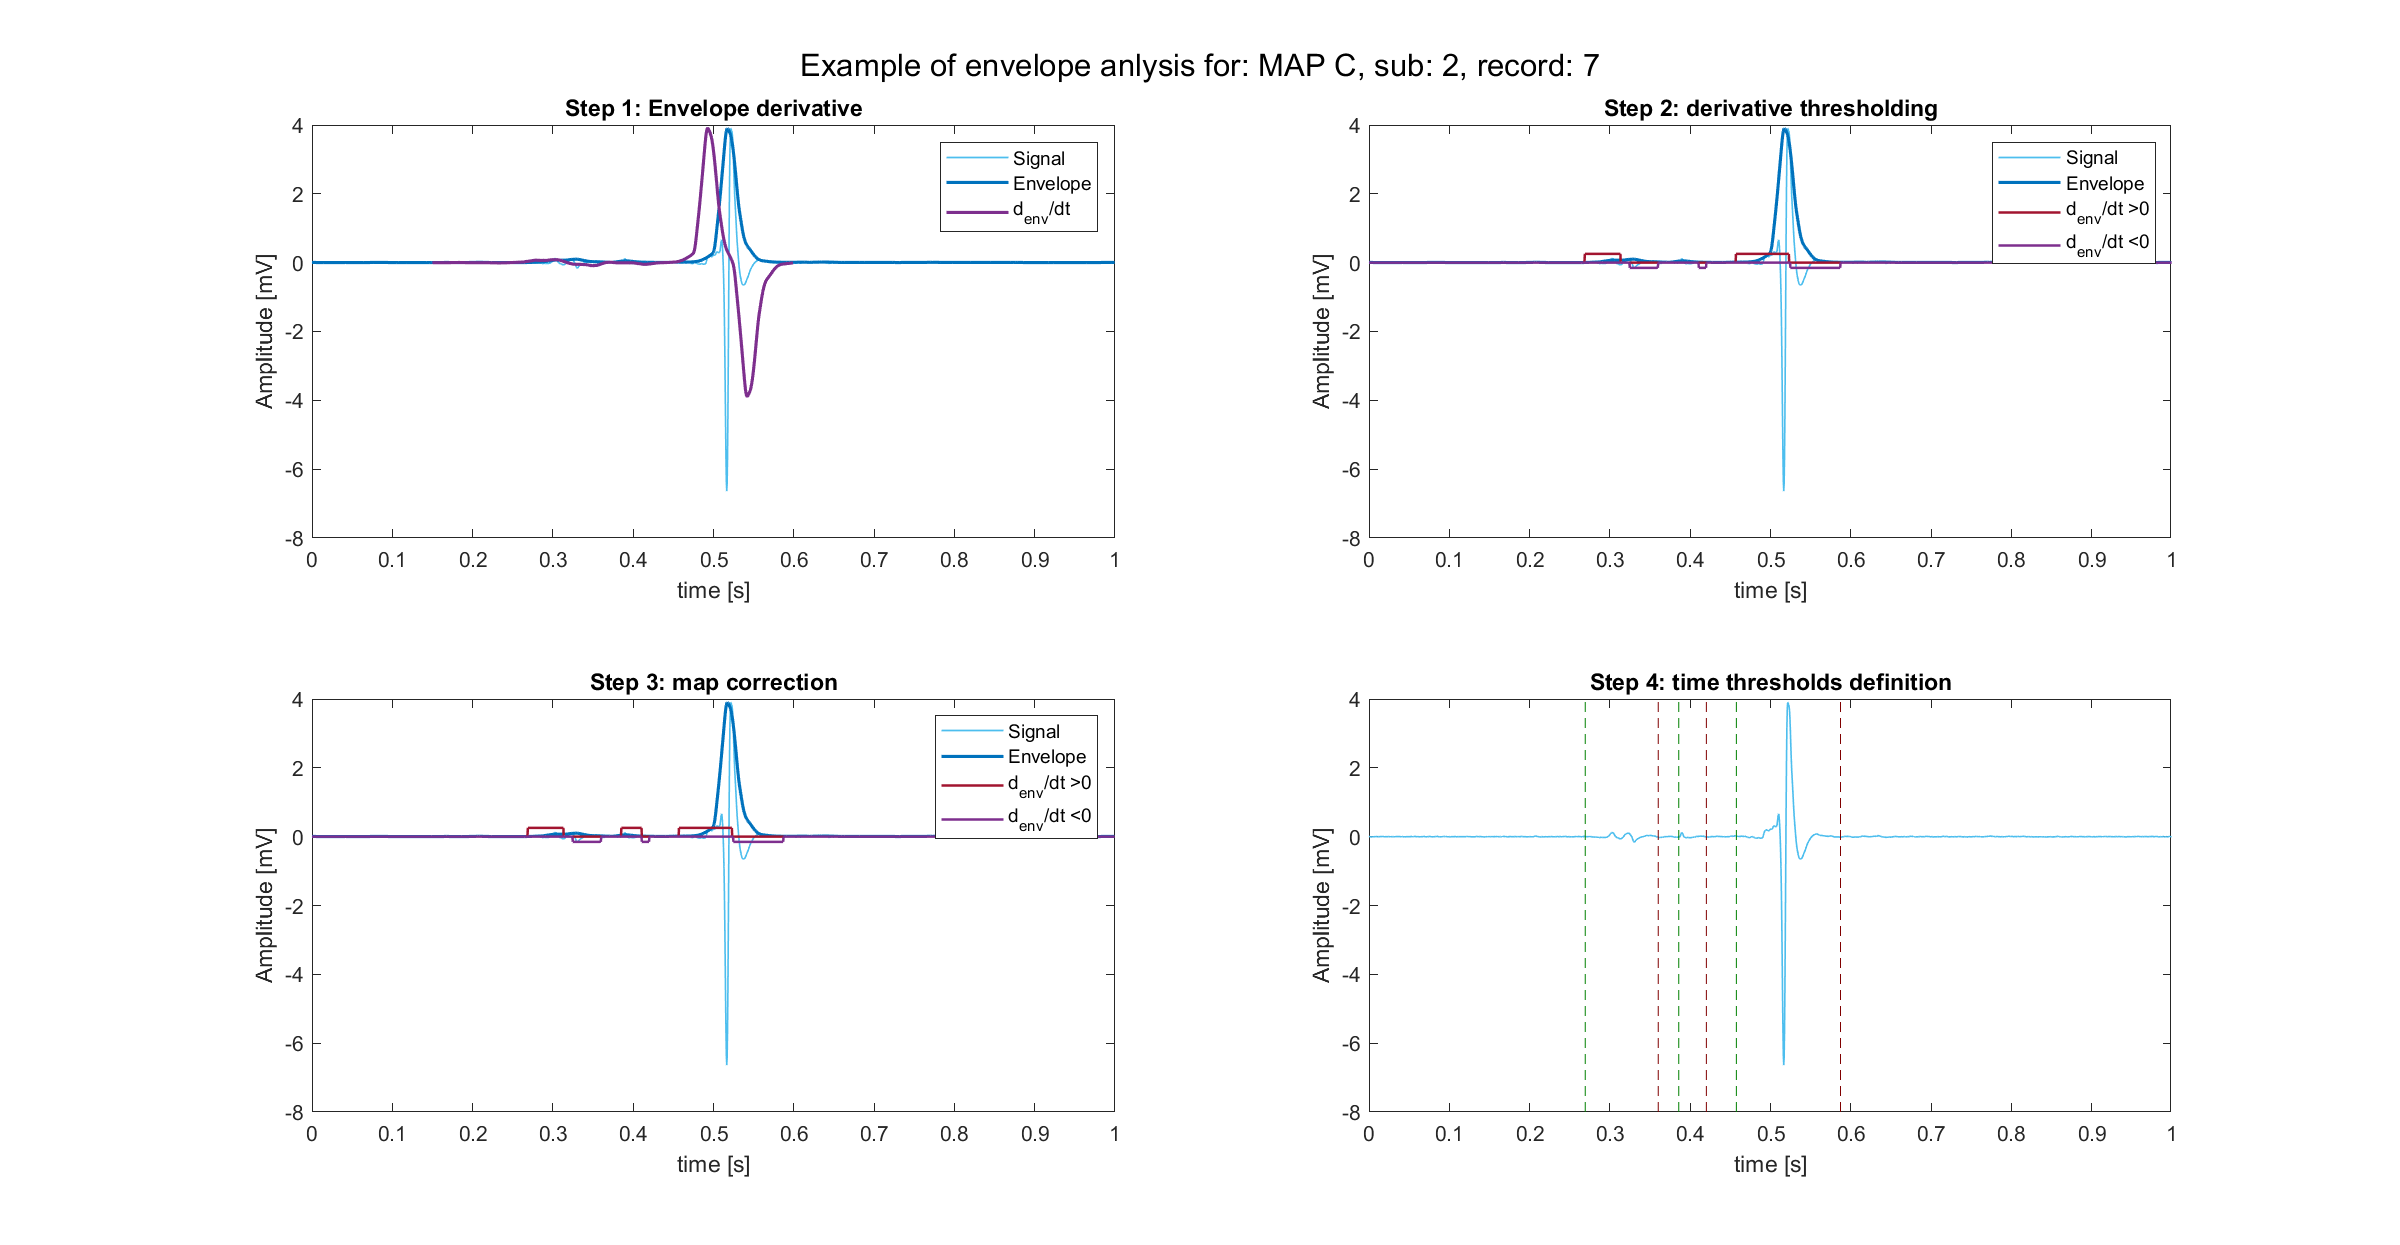 Example of envelope anlysis for: MAP C, sub: 2, record: 7
Step 1: Envelope derivative
4
2
0
-2
-4
-6
-8
Amplitude [mV]
0 0.1 0.2 0.3 0.4 0.5 0.6 0.7 0.8 0.9 1
time [s]
Signal
Envelope
d_env/dt
Step 2: derivative thresholding
4
2
0
-2
-4
-6
-8
Amplitude [mV]
0 0.1 0.2 0.3 0.4 0.5 0.6 0.7 0.8 0.9 1
time [s]
Signal
Envelope
d_env/dt >0
d_env/dt <0
Step 3: map correction
4
2
0
-2
-4
-6
-8
Amplitude [mV]
0 0.1 0.2 0.3 0.4 0.5 0.6 0.7 0.8 0.9 1
time [s]
Signal
Envelope
d_env/dt >0
d_env/dt <0
Step 4: time thresholds definition
4
2
0
-2
-4
-6
-8
Amplitude [mV]
0 0.1 0.2 0.3 0.4 0.5 0.6 0.7 0.8 0.9 1
time [s]